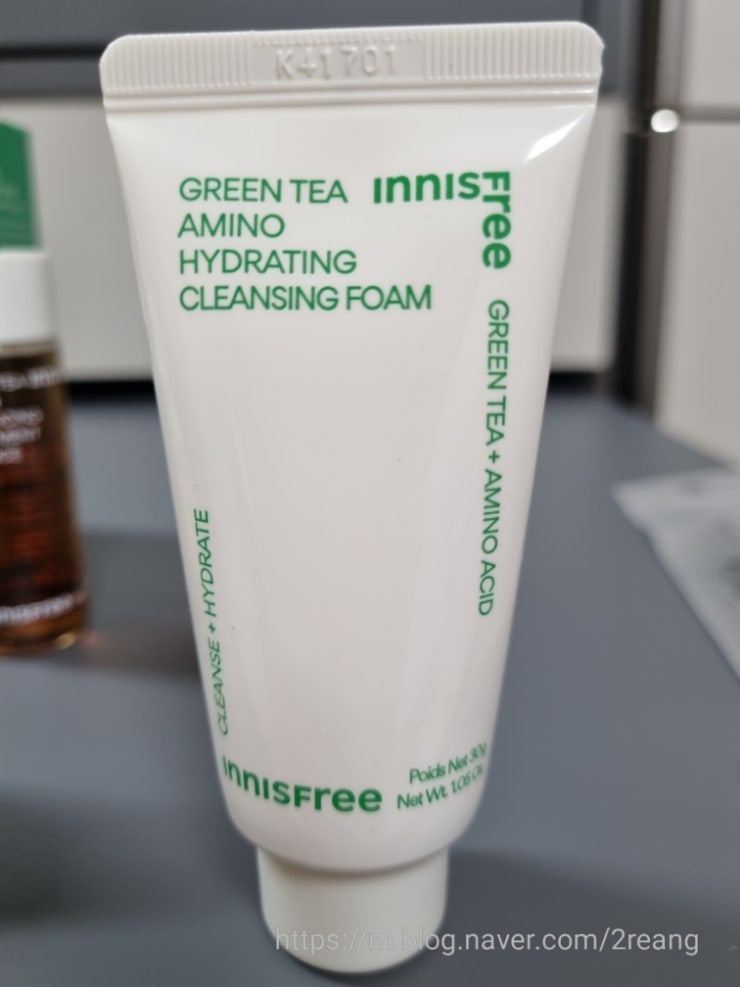 K41701
GREEN TEA
AMINO
HYDRATING
CLEANSING FOAM
innisfree
GREEN TEA + AMINO ACID
CLEANSE + HYDRATE
innisfree
Poids Net 30g
Net Wt. 1.05 Oz.
https://m.blog.naver.com/2reang